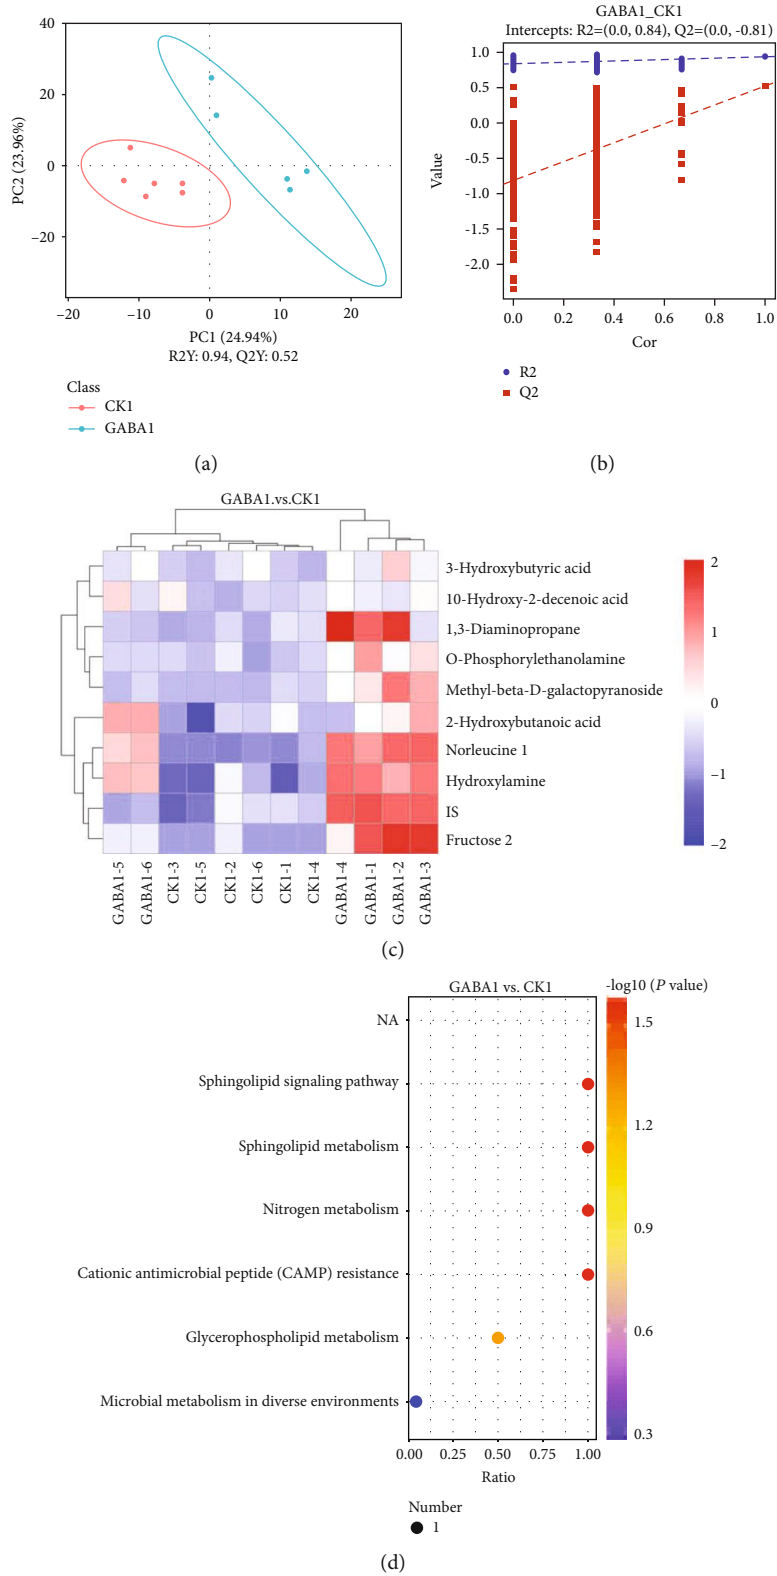 40
20
0
−20
PC2 (23.96%)
−20
−10
0
10
20
PC1 (24.94%)
R2Y: 0.94, Q2Y: 0.52
Class
CK1
GABA1
(a)
GABA1_CK1
Intercepts: R2=(0.0, 0.84), Q2=(0.0, -0.81)
1.0
0.5
0.0
−0.5
−1.0
−1.5
−2.0
Value
0.0
0.2
0.4
0.6
0.8
1.0
Cor
R2
Q2
(b)
GABA1.vs.CK1
3-Hydroxybutyric acid
10-Hydroxy-2-decenoic acid
1,3-Diaminopropane
O-Phosphorylethanolamine
Methyl-beta-D-galactopyranoside
2-Hydroxybutanoic acid
Norleucine 1
Hydroxylamine
IS
Fructose 2
GABA1-5
GABA1-6
CK1-3
CK1-5
CK1-2
CK1-6
CK1-1
CK1-4
GABA1-4
GABA1-1
GABA1-2
GABA1-3
2
1
0
−1
−2
(c)
GABA1 vs. CK1
NA
Sphingolipid signaling pathway
Sphingolipid metabolism
Nitrogen metabolism
Cationic antimicrobial peptide (CAMP) resistance
Glycerophospholipid metabolism
Microbial metabolism in diverse environments
0.00
0.25
0.50
0.75
1.00
Ratio
-log10 (P value)
1.5
1.2
0.9
0.6
0.3
Number
1
(d)